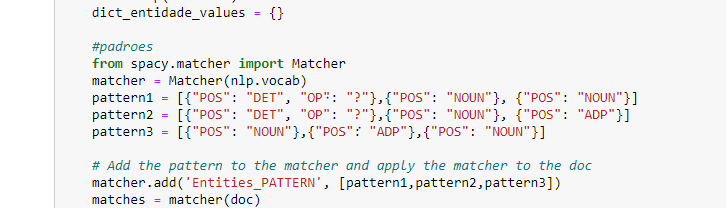 dict_entidade_values = {}
#padroes
from spacy.matcher import Matcher
matcher = Matcher(nlp.vocab)
pattern1 = [{"POS": "DET", "OP": "?"},{"POS": "NOUN"}, {"POS": "NOUN"}]
pattern2 = [{"POS": "DET", "OP": "?"},{"POS": "NOUN"}, {"POS": "ADP"}]
pattern3 = [{"POS": "NOUN"},{"POS": "ADP"},{"POS": "NOUN"}]
# Add the pattern to the matcher and apply the matcher to the doc
matcher.add('Entities_PATTERN', [pattern1,pattern2,pattern3])
matches = matcher(doc)